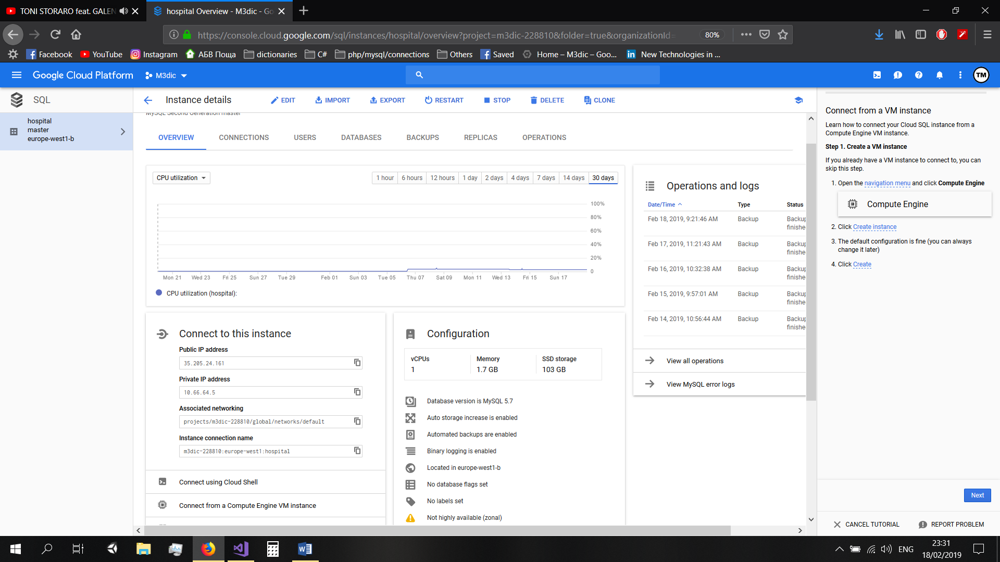 TONI STORARO feat. GALEN
hospital Overview - M3dic - Go
https://console.cloud.google.com/sql/instances/hospital/overview?project=m3dic-228810&folder=true&organizationId=
80%
Facebook
YouTube
Instagram
АБВ Поща
dictionaries
C#
php/mysql/connections
Others
Saved
Home – M3dic – Goo...
New Technologies in ...
Google Cloud Platform
M3dic
TM
SQL
Instance details
EDIT
IMPORT
EXPORT
RESTART
STOP
DELETE
CLONE
hospital
master
europe-west1-b
MySQL Second Generation master
OVERVIEW
CONNECTIONS
USERS
DATABASES
BACKUPS
REPLICAS
OPERATIONS
CPU utilization
1 hour
6 hours
12 hours
1 day
2 days
4 days
7 days
14 days
30 days
100%
80%
60%
40%
20%
0
Mon 21
Wed 23
Fri 25
Sun 27
Tue 29
Feb 01
Sun 03
Tue 05
Thu 07
Sat 09
Mon 11
Wed 13
Fri 15
Sun 17
CPU utilization (hospital):
Connect to this instance
Public IP address
35.205.24.161
Private IP address
10.66.64.5
Associated networking
projects/m3dic-228810/global/networks/default
Instance connection name
m3dic-228810:europe-west1:hospital
Connect using Cloud Shell
Connect from a Compute Engine VM instance
Configuration
vCPUs
1
Memory
1.7 GB
SSD storage
103 GB
Database version is MySQL 5.7
Auto storage increase is enabled
Automated backups are enabled
Binary logging is enabled
Located in europe-west1-b
No database flags set
No labels set
Not highly available (zonal)
Operations and logs
Date/Time Type Status
Feb 18, 2019, 9:21:46 AM Backup Backup
finishe
Feb 17, 2019, 11:21:43 AM Backup Backup
finishe
Feb 16, 2019, 10:32:38 AM Backup Backup
finishe
Feb 15, 2019, 9:57:01 AM Backup Backup
finishe
Feb 14, 2019, 10:56:44 AM Backup Backup
finishe
View all operations
View MySQL error logs
Connect from a VM instance
Learn how to connect your Cloud SQL instance from a
Compute Engine VM instance.
Step 1. Create a VM instance
If you already have a VM instance to connect to, you can
skip this step.
1. Open the navigation menu and click Compute Engine
Compute Engine
2. Click Create instance
3. The default configuration is fine (you can always
change it later)
4. Click Create
Next
CANCEL TUTORIAL
REPORT PROBLEM
ENG
23:31
18/02/2019